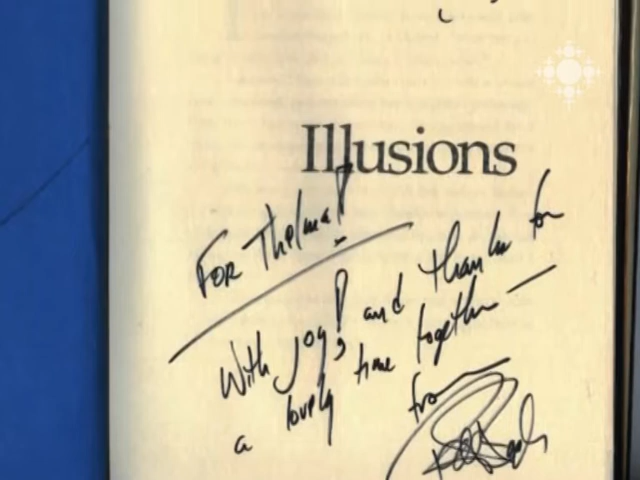 Illusions
For Thelma!
With joy! and thanks for
a lovely time together —
from